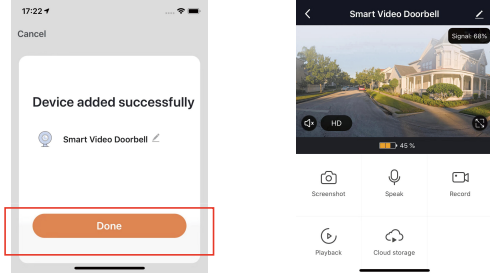 17:22
Cancel
Device added successfully
Smart Video Doorbell
Done
Smart Video Doorbell
Signal: 68%
HD
45 %
Screenshot
Speak
Record
Playback
Cloud storage